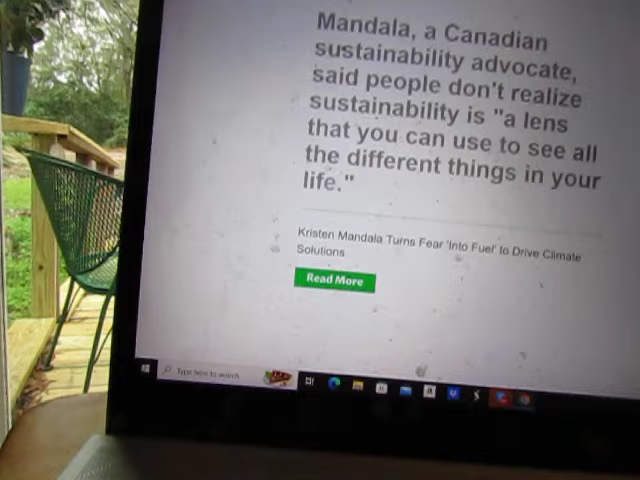 Mandala, a Canadian
sustainability advocate,
said people don't realize
sustainability is "a lens
that you can use to see all
the different things in your
life."
Kristen Mandala Turns Fear 'Into Fuel' to Drive Climate
Solutions
Read More
Type here to search